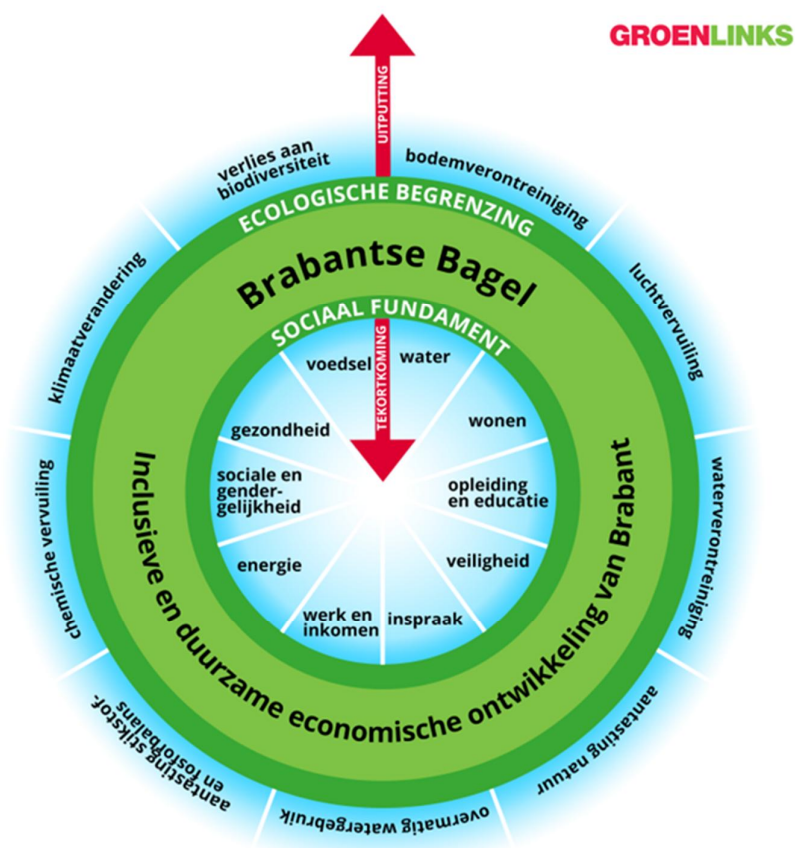 GROENLINKS
UITPUTTING
verlies aan
biodiversiteit
bodemverontreiniging
ECOLOGISCHE BEGRENZING
Brabantse Bagel
klimaatverandering
luchtvervuiling
SOCIAAL FUNDAMENT
TEKORTKOMING
voedsel
water
gezondheid
wonen
sociale en
gender-
gelijkheid
opleiding
en educatie
energie
veiligheid
werk en
inkomen
inspraak
Inclusieve en duurzame economische ontwikkeling van Brabant
chemische vervuiling
waterverontreiniging
aantasting stikstof-
en fosforbalans
aantasting natuur
overmatig watergebruik